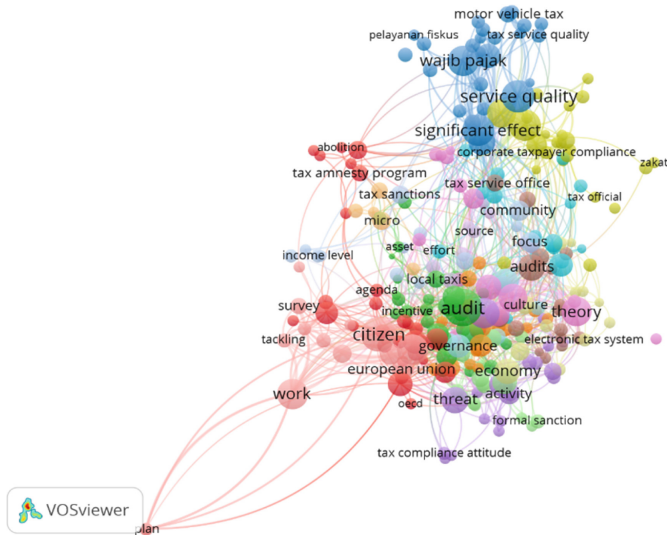 motor vehicle tax
pelayanan fiskus
tax service quality
wajib pajak
service quality
significant effect
abolition
corporate taxpayer compliance
zakat
tax amnesty program
tax service office
tax sanctions
tax official
community
micro
source
focus
asset
effort
income level
audits
local taxis
agenda
survey
incentive
audit
culture
theory
citizen
tackling
governance
electronic tax system
european union
economy
work
activity
threat
oecd
formal sanction
tax compliance attitude
VOSviewer
plan